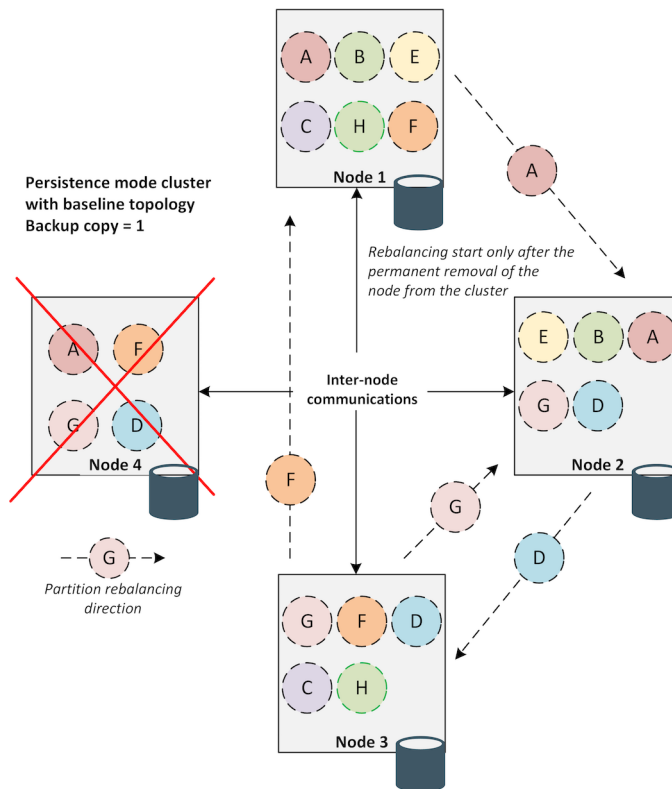 A B E
C H F
Node 1
A
Persistence mode cluster
with baseline topology
Backup copy = 1
Rebalancing start only after the
permanent removal of the
node from the cluster
A F
G D
Node 4
Inter-node
communications
E B A
G D
Node 2
F
G
D
G
Partition rebalancing
direction
G F D
C H
Node 3